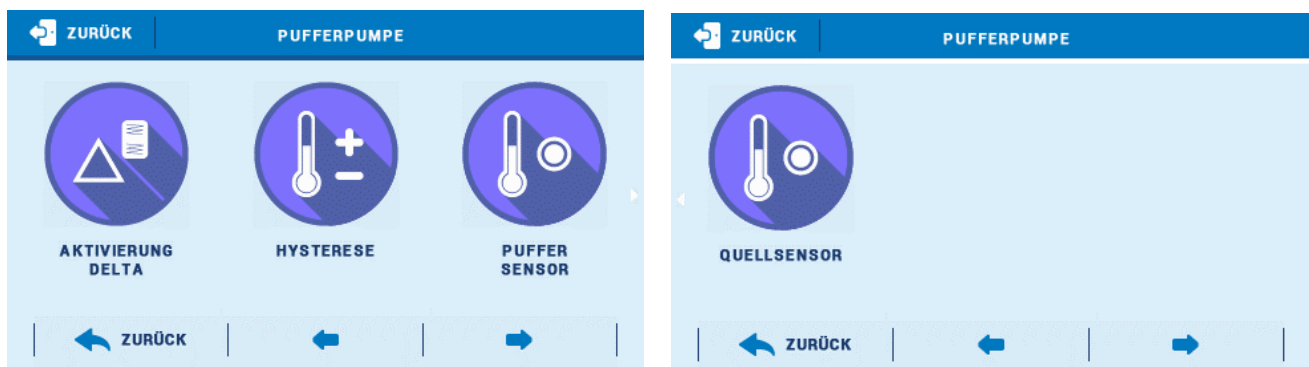 ZURÜCK
PUFFERPUMPE
AKTIVIERUNG
DELTA
HYSTERESE
PUFFER
SENSOR
ZURÜCK
ZURÜCK
PUFFERPUMPE
QUELLSENSOR
ZURÜCK